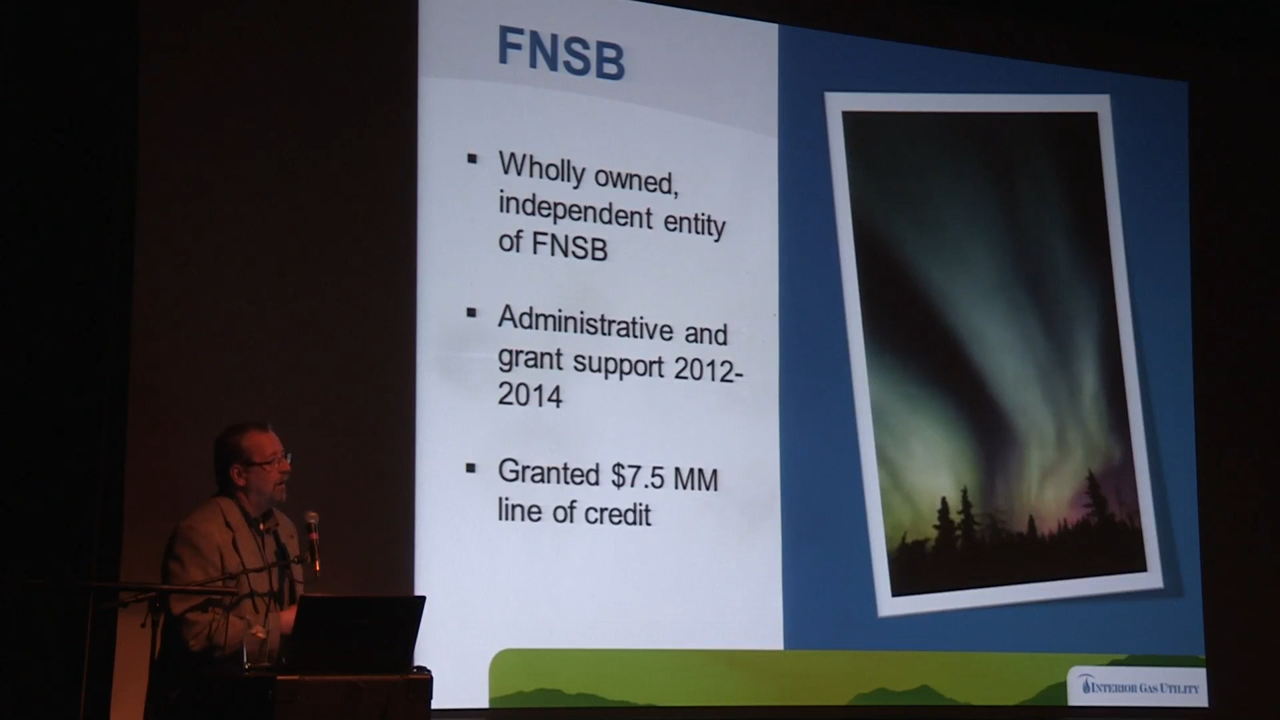 FNSB
▪ Wholly owned,
independent entity
of FNSB
▪ Administrative and
grant support 2012-
2014
▪ Granted $7.5 MM
line of credit
INTERIOR GAS UTILITY